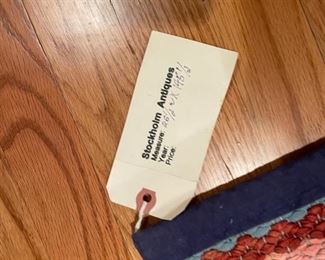 Stockholm Antiques
Measure:
Year:
Price: